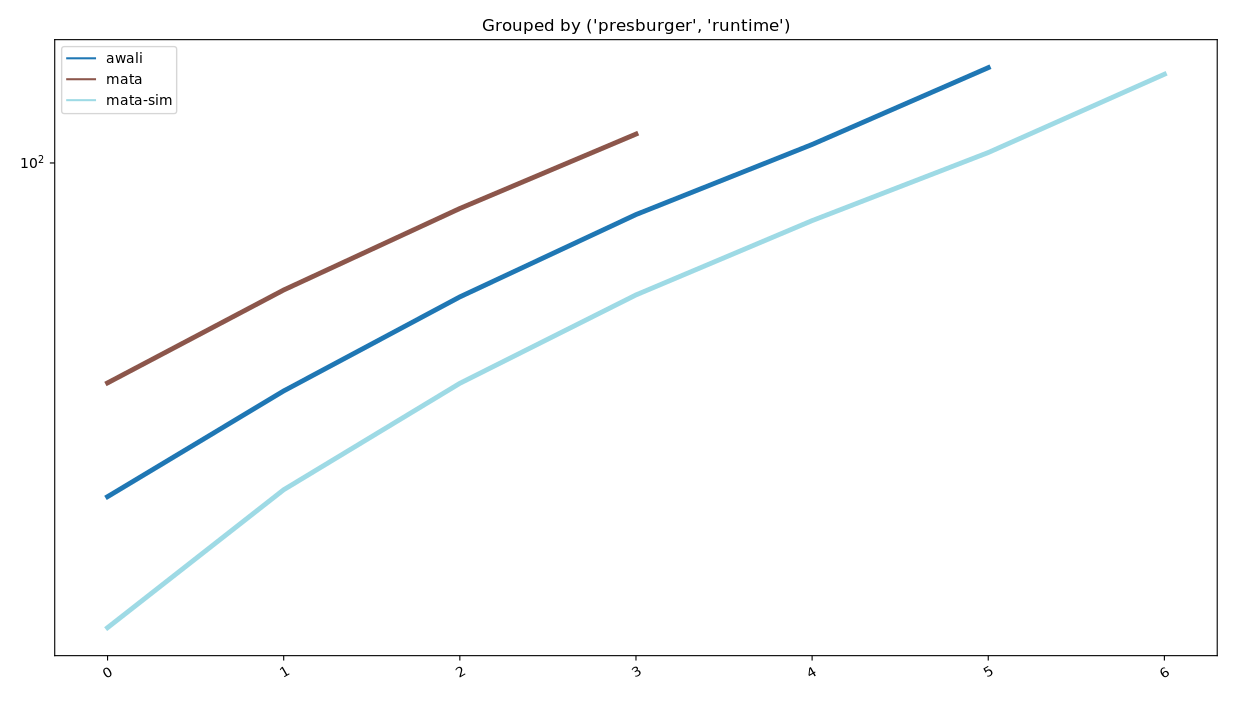 Grouped by ('presburger', 'runtime')
awali
mata
mata-sim
10²
0 1 2 3 4 5 6